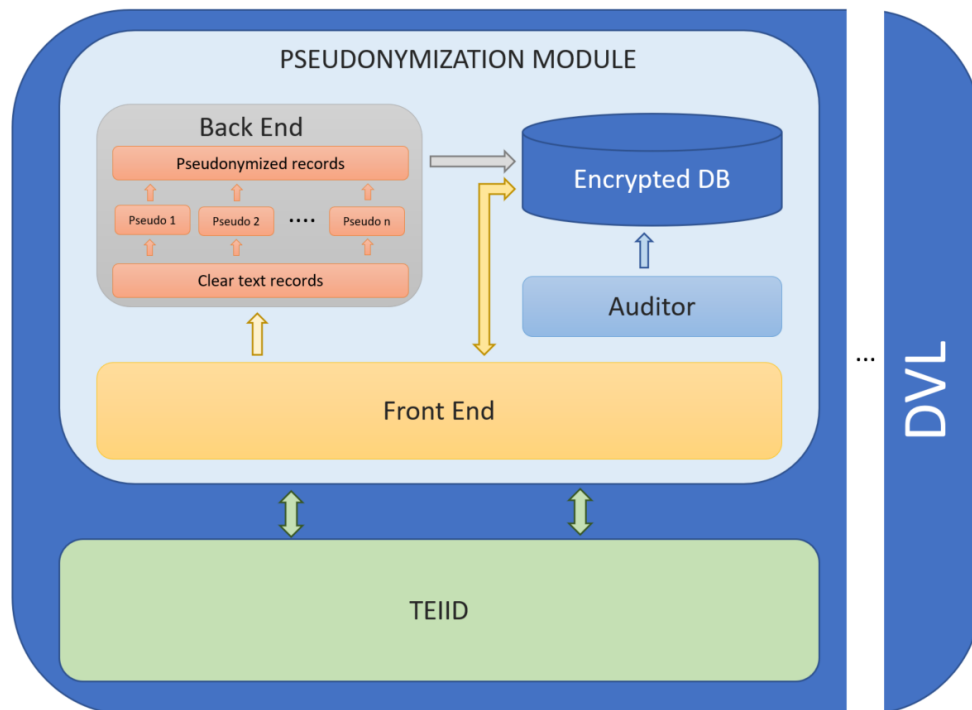 PSEUDONYMIZATION MODULE
Back End
Pseudonymized records
Pseudo 1
Pseudo 2
....
Pseudo n
Clear text records
Encrypted DB
Auditor
Front End
TEIID
...
DVL